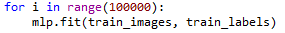 for i in range(100000):
    mlp.fit(train_images, train_labels)